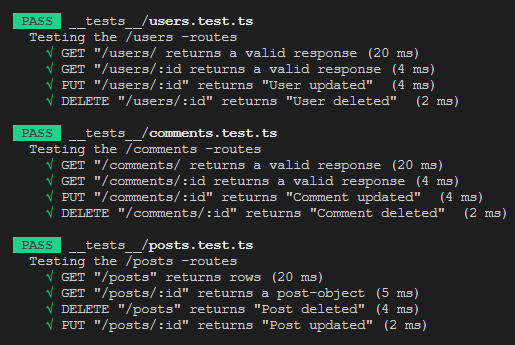 PASS __tests__/users.test.ts
Testing the /users -routes
√ GET "/users/ returns a valid response (20 ms)
√ GET "/users/:id returns a valid response (4 ms)
√ PUT "/users/:id" returns "User updated" (4 ms)
√ DELETE "/users/:id" returns "User deleted" (2 ms)
PASS __tests__/comments.test.ts
Testing the /comments -routes
√ GET "/comments/ returns a valid response (20 ms)
√ GET "/comments/:id returns a valid response (4 ms)
√ PUT "/comments/:id" returns "Comment updated" (4 ms)
√ DELETE "/comments/:id" returns "Comment deleted" (2 ms)
PASS __tests__/posts.test.ts
Testing the /posts -routes
√ GET "/posts" returns rows (20 ms)
√ GET "/posts/:id" returns a post-object (5 ms)
√ DELETE "/posts" returns "Post deleted" (4 ms)
√ PUT "/posts/:id" returns "Post updated" (2 ms)